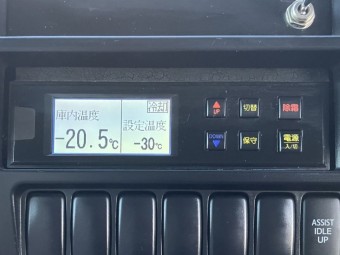 冷却
庫内温度
-20.5℃
設定温度
-30℃
UP
切替
除霜
DOWN
保守
電源
入/切
ASSIST
IDLE
UP